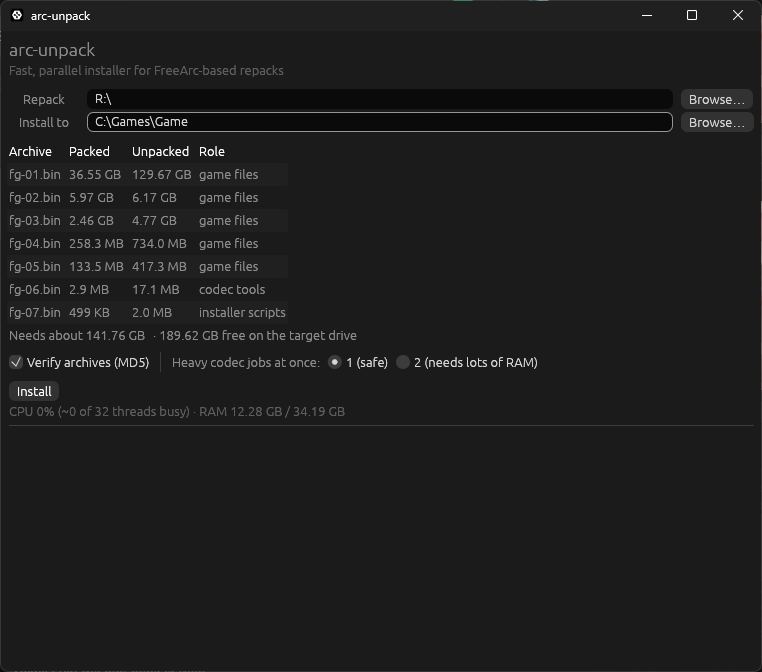 arc-unpack
arc-unpack
Fast, parallel installer for FreeArc-based repacks
Repack R:\ Browse...
Install to C:\Games\Game Browse...
Archive Packed Unpacked Role
fg-01.bin 36.55 GB 129.67 GB game files
fg-02.bin 5.97 GB 6.17 GB game files
fg-03.bin 2.46 GB 4.77 GB game files
fg-04.bin 258.3 MB 734.0 MB game files
fg-05.bin 133.5 MB 417.3 MB game files
fg-06.bin 2.9 MB 17.1 MB codec tools
fg-07.bin 499 KB 2.0 MB installer scripts
Needs about 141.76 GB · 189.62 GB free on the target drive
Verify archives (MD5) Heavy codec jobs at once: 1 (safe) 2 (needs lots of RAM)
Install
CPU 0% (~0 of 32 threads busy) · RAM 12.28 GB / 34.19 GB